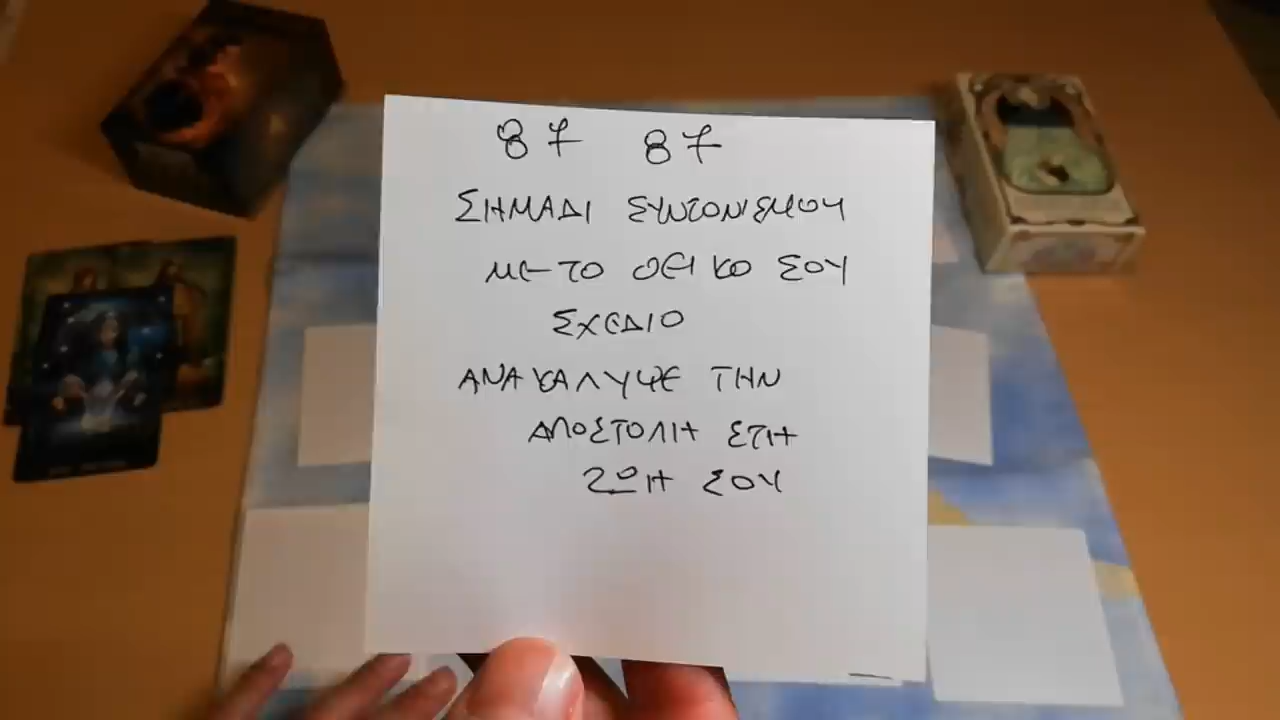 87 87
ΣΗΜΑΔΙ ΣΥΝΤΟΝΙΣΜΟΥ
ΜΕ ΤΟ ΘΕΙΚΟ ΣΟΥ
ΣΧΕΔΙΟ
ΑΝΑΚΑΛΥΨΕ ΤΗΝ
ΑΠΟΣΤΟΛΗ ΣΤΗ
ΖΩΗ ΣΟΥ